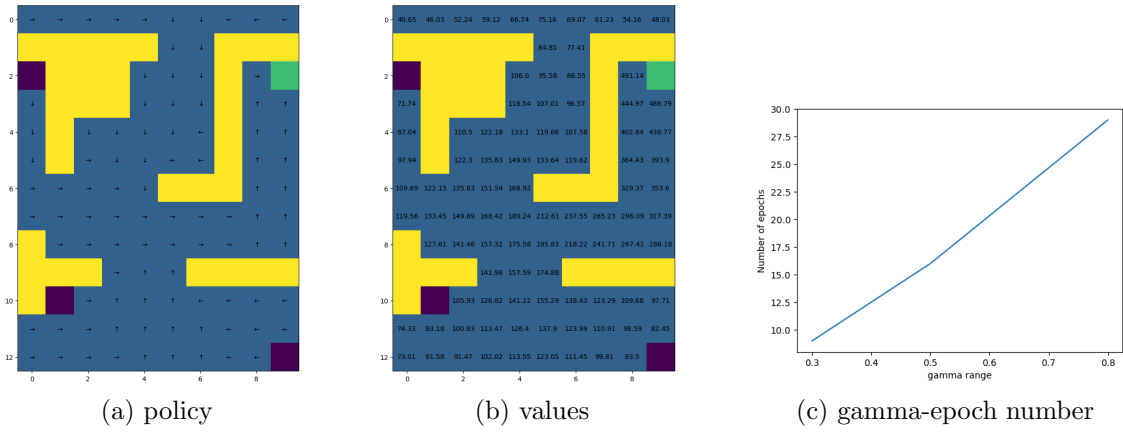 0 → → → → → ↓ ↓ ← ← ←
↓ ↓
2 ↓ ↓ ↓ →
↓ ↓ ↓ ↓ ↑ ↑
4 ↓ ↓ ↓ ↓ ↓ ← ↑ ↑
↓ → ↓ ↓ ← ← ↑ ↑
6 → → → → ↓ ↑ ↑
→ → → → → → → → ↑ ↑
8 → → → → → → → ↑ ↑
→ ↑ ↑
10 → → ↑ ↑ ← ← ← ←
→ → → ↑ ↑ ↑ ↑ ← ← ←
12 → → → → ↑ ↑ ↑ ← ←
0 2 4 6 8
(a) policy
0 40.65 46.03 52.24 59.12 66.74 75.16 69.07 61.23 54.16 48.03
84.81 77.41
2 106.0 95.58 86.55 491.14
71.74 118.54 107.01 96.57 444.97 488.79
4 87.04 110.5 122.18 133.1 119.66 107.58 402.84 438.77
97.94 122.3 135.83 149.93 133.64 119.62 364.43 393.9
6 109.69 122.15 135.83 151.54 168.92 329.37 353.6
119.56 133.45 149.89 168.42 189.24 212.61 237.55 265.23 296.09 317.39
8 127.61 141.46 157.32 175.58 195.83 218.22 241.71 267.41 286.18
141.98 157.59 174.88
10 105.93 126.82 141.22 155.29 138.43 123.29 109.68 97.71
74.33 83.18 100.83 113.47 126.4 137.9 123.99 110.91 98.59 82.45
12 73.01 81.58 91.47 102.02 113.55 123.05 111.45 99.81 83.5
0 2 4 6 8
(b) values
30.0
27.5
25.0
22.5
20.0
17.5
15.0
12.5
10.0
Number of epochs
0.3 0.4 0.5 0.6 0.7 0.8
gamma range
(c) gamma-epoch number